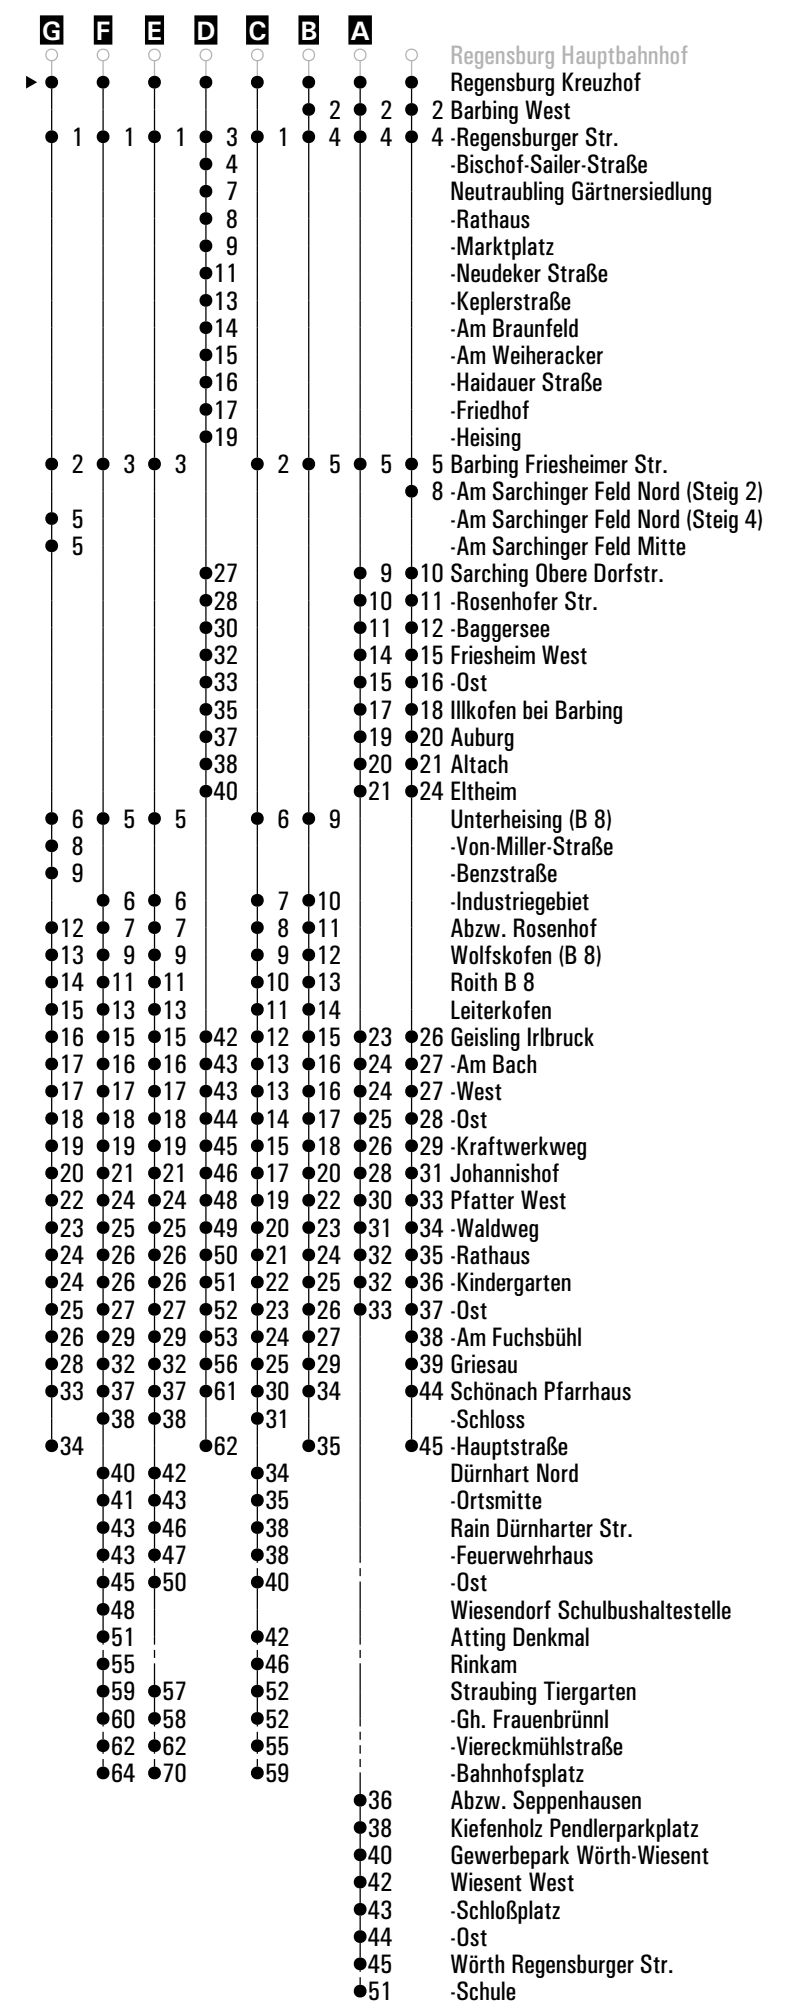 G F E D C B A
Regensburg Hauptbahnhof
Regensburg Kreuzhof
2 2 2 Barbing West
1 1 1 3 1 4 4 4 -Regensburger Str.
4 -Bischof-Sailer-Straße
7 Neutraubling Gärtnersiedlung
8 -Rathaus
9 -Marktplatz
11 -Neudeker Straße
13 -Keplerstraße
14 -Am Braunfeld
15 -Am Weiheracker
16 -Haidauer Straße
17 -Friedhof
19 -Heising
2 3 3 2 5 5 5 Barbing Friesheimer Str.
8 -Am Sarchinger Feld Nord (Steig 2)
5 -Am Sarchinger Feld Nord (Steig 4)
5 -Am Sarchinger Feld Mitte
27 9 10 Sarching Obere Dorfstr.
28 10 11 -Rosenhofer Str.
30 11 12 -Baggersee
32 14 15 Friesheim West
33 15 16 -Ost
35 17 18 Illkofen bei Barbing
37 19 20 Auburg
38 20 21 Altach
40 21 24 Eltheim
6 5 5 6 9 Unterheising (B 8)
8 -Von-Miller-Straße
9 -Benzstraße
6 6 7 10 -Industriegebiet
12 7 7 8 11 Abzw. Rosenhof
13 9 9 9 12 Wolfskofen (B 8)
14 11 11 10 13 Roith B 8
15 13 13 11 14 Leiterkofen
16 15 15 42 12 15 23 26 Geisling Irlbruck
17 16 16 43 13 16 24 27 -Am Bach
17 17 17 43 13 16 24 27 -West
18 18 18 44 14 17 25 28 -Ost
19 19 19 45 15 18 26 29 -Kraftwerkweg
20 21 21 46 17 20 28 31 Johannishof
22 24 24 48 19 22 30 33 Pfatter West
23 25 25 49 20 23 31 34 -Waldweg
24 26 26 50 21 24 32 35 -Rathaus
24 26 26 51 22 25 32 36 -Kindergarten
25 27 27 52 23 26 33 37 -Ost
26 29 29 53 24 27 38 -Am Fuchsbühl
28 32 32 56 25 29 39 Griesau
33 37 37 61 30 34 44 Schönach Pfarrhaus
38 38 31 -Schloss
34 62 35 45 -Hauptstraße
40 42 34 Dürnhart Nord
41 43 35 -Ortsmitte
43 46 38 Rain Dürnharter Str.
43 47 38 -Feuerwehrhaus
45 50 40 -Ost
48 Wiesendorf Schulbushaltestelle
51 42 Atting Denkmal
55 46 Rinkam
59 57 52 Straubing Tiergarten
60 58 52 -Gh. Frauenbrünnl
62 62 55 -Viereckmühlstraße
64 70 59 -Bahnhofsplatz
36 Abzw. Seppenhausen
38 Kiefenholz Pendlerparkplatz
40 Gewerbepark Wörth-Wiesent
42 Wiesent West
43 -Schloßplatz
44 -Ost
45 Wörth Regensburger Str.
51 -Schule